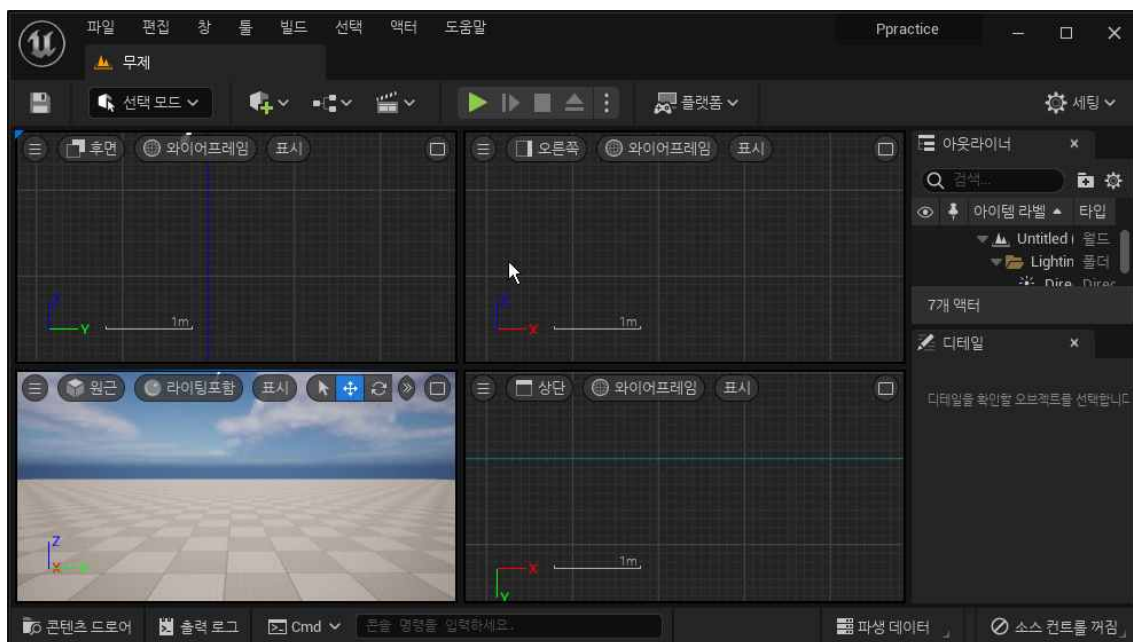 파일 편집 창 툴 빌드 선택 액터 도움말 Ppractice
무제
선택 모드 플랫폼 세팅
후면 와이어프레임 표시
오른쪽 와이어프레임 표시
아웃라이너
검색...
아이템 라벨 타입
Untitled ( 월드
Lightin 폴더
Dire Direc
7개 액터
Z
Y
1m
Z
X
1m
디테일
디테일을 확인할 오브젝트를 선택합니다
원근 라이팅포함 표시
상단 와이어프레임 표시
Z
X
X
1m
Y
콘텐츠 드로어 출력 로그 Cmd 콘솔 명령을 입력하세요. 파생 데이터 소스 컨트롤 꺼짐